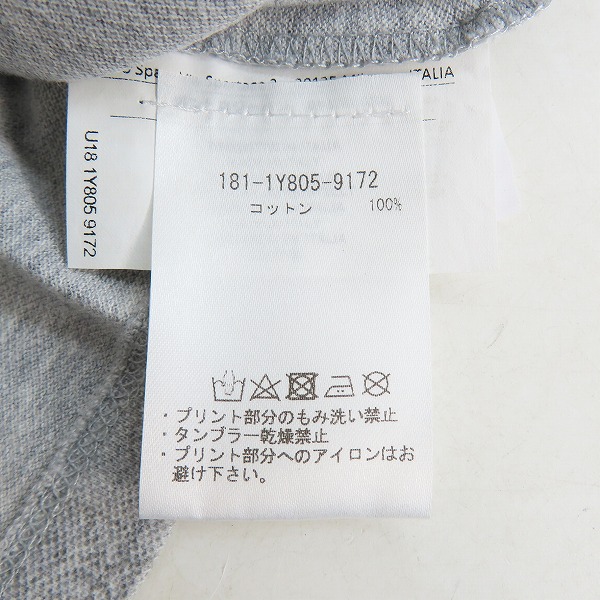 ITALIA
U18 1Y805 9172
181-1Y805-9172
コットン 100%
・プリント部分のもみ洗い禁止
・タンブラー乾燥禁止
・プリント部分へのアイロンはお
避け下さい。